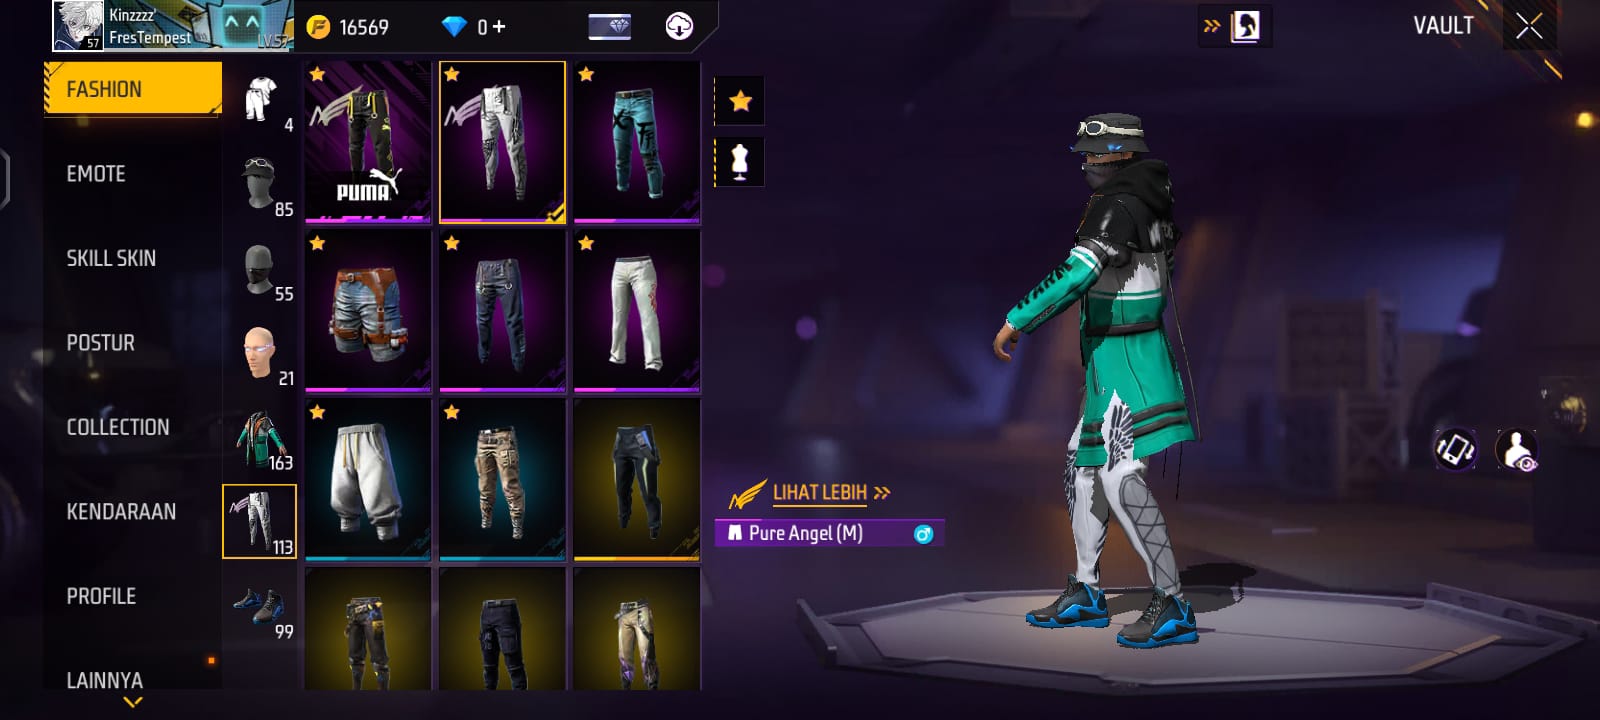 Kinzzzz'
57
FresTempest
LV.57
16569
0+
VAULT
FASHION
EMOTE
SKILL SKIN
POSTUR
COLLECTION
KENDARAAN
PROFILE
LAINNYA
4
85
55
21
163
113
99
PUMA
LIHAT LEBIH
Pure Angel (M)